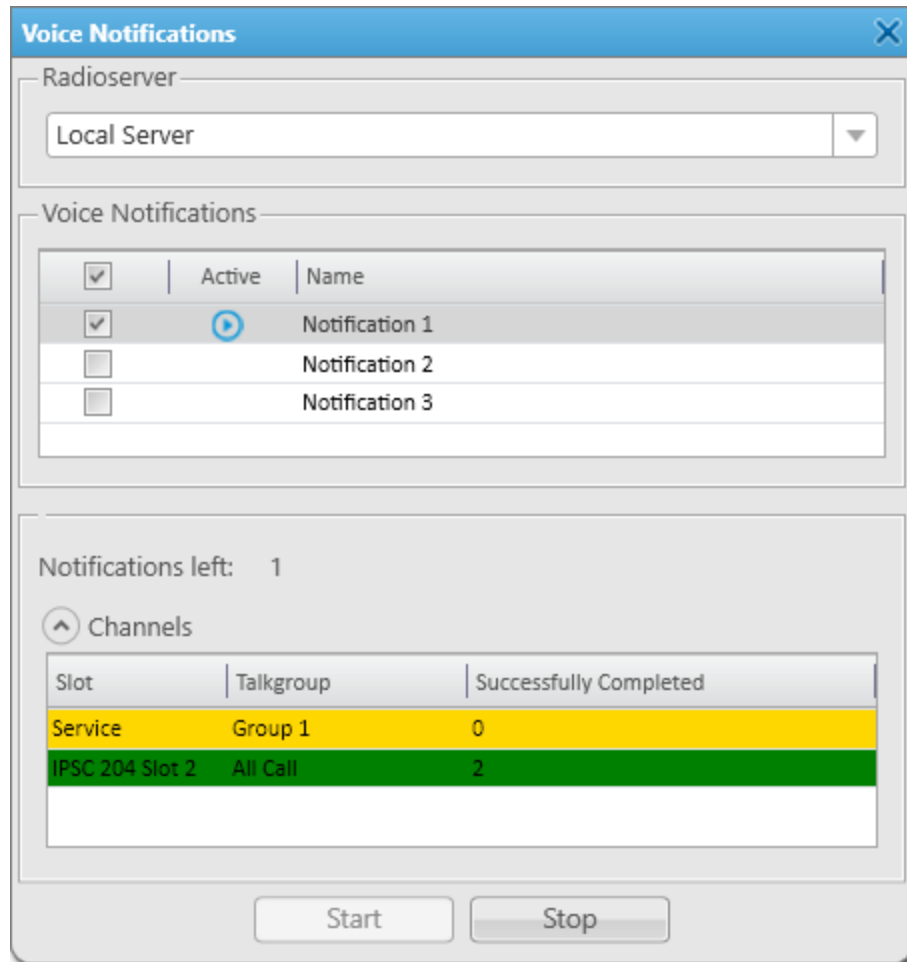 Voice Notifications
Radioserver
Local Server
Voice Notifications
Active Name
Notification 1
Notification 2
Notification 3
Notifications left: 1
Channels
Slot Talkgroup Successfully Completed
Service Group 1 0
IPSC 204 Slot 2 All Call 2
Start Stop